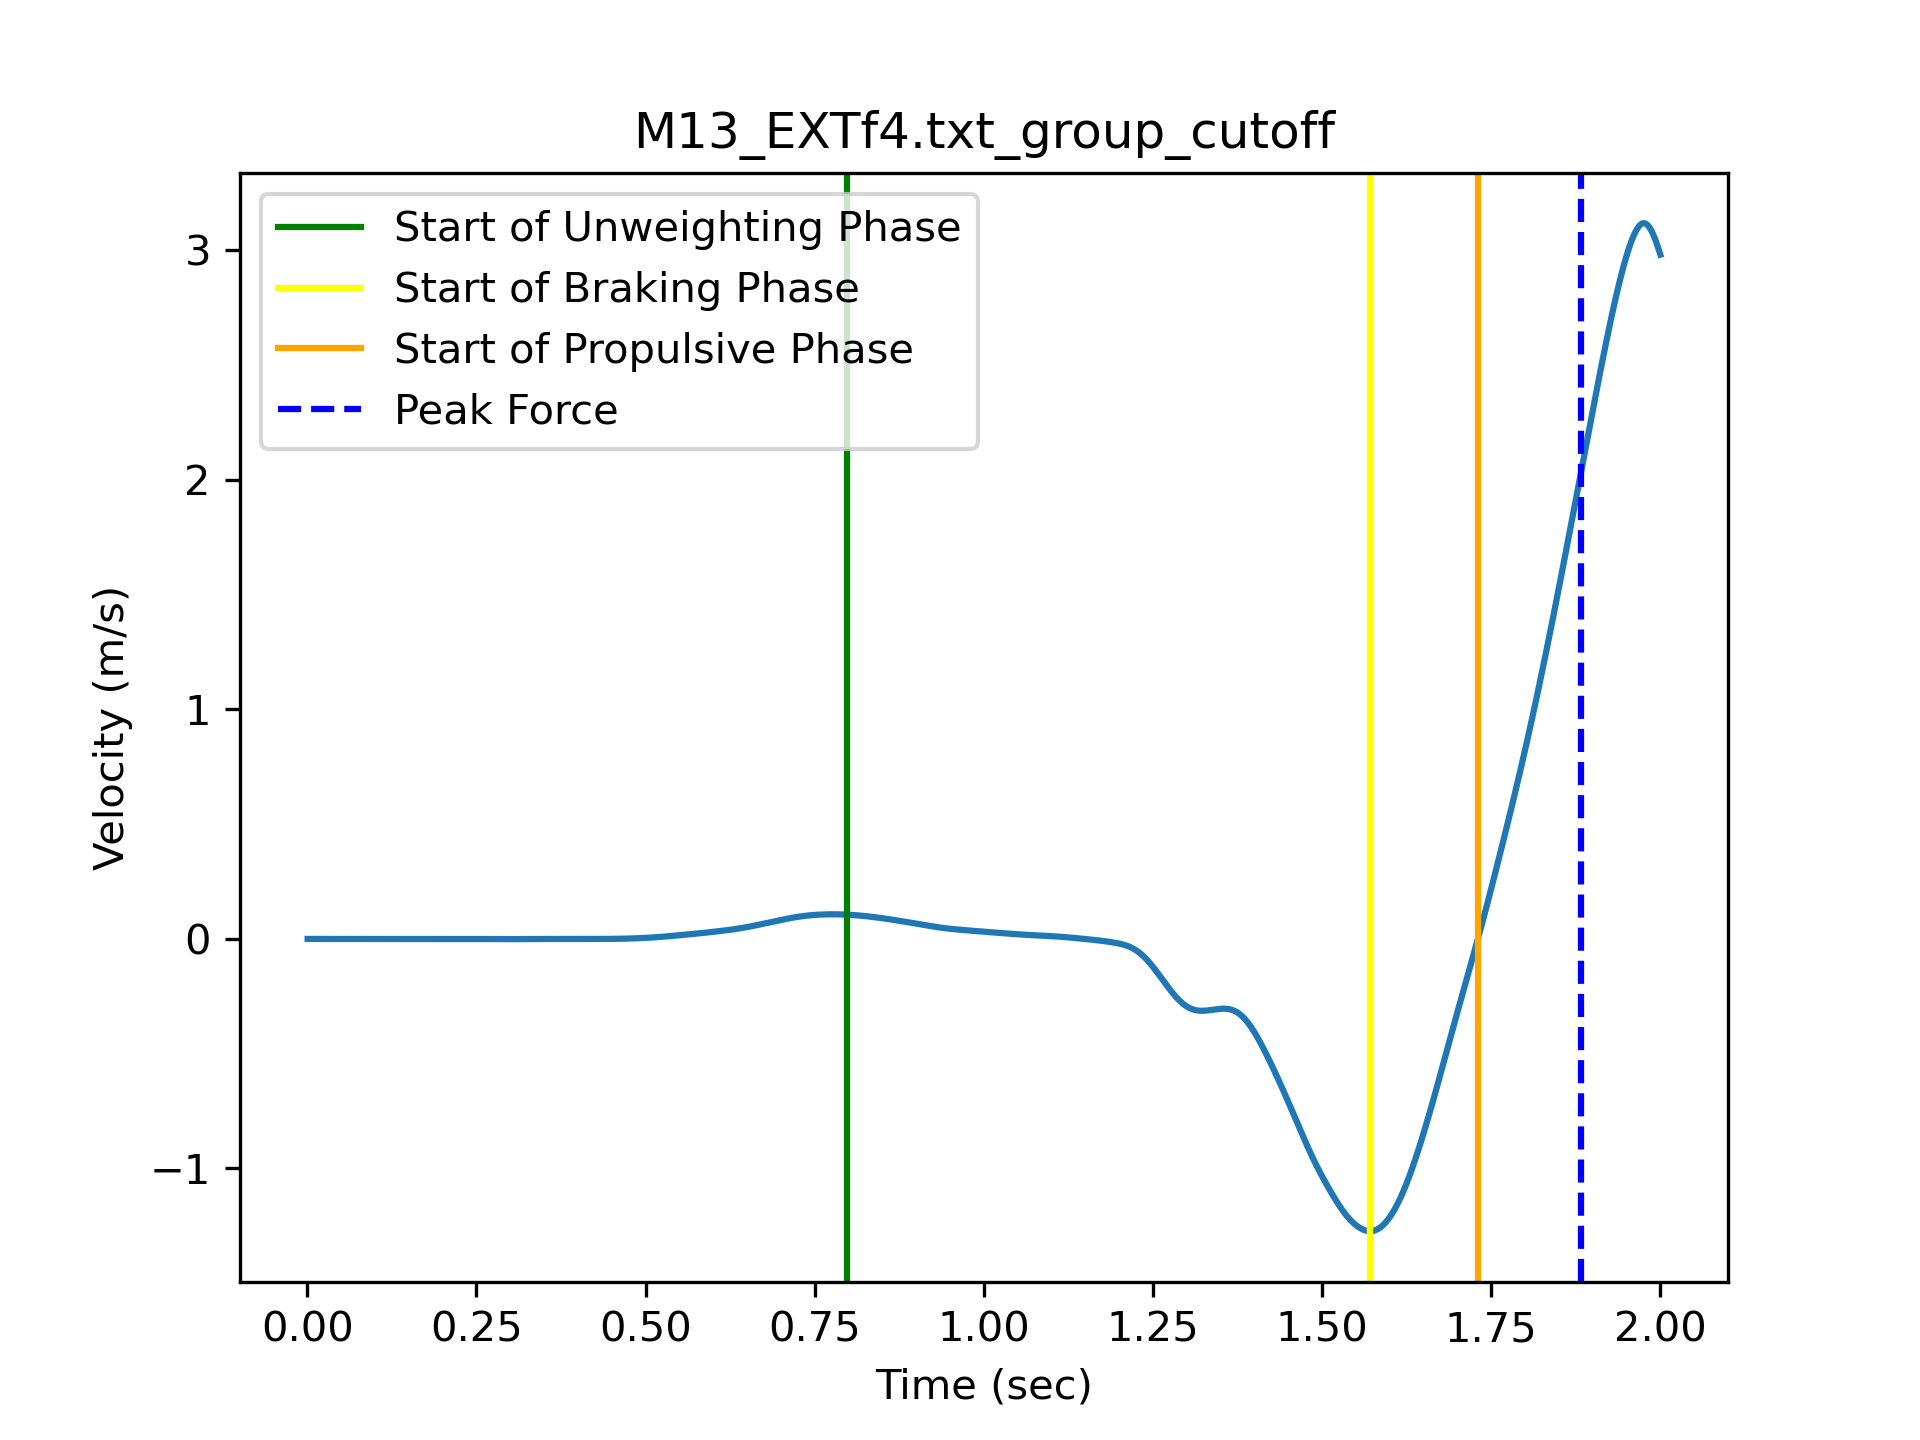 M13_EXTf4.txt_group_cutoff
Start of Unweighting Phase
Start of Braking Phase
Start of Propulsive Phase
Peak Force
3
2
1
0
−1
Velocity (m/s)
0.00 0.25 0.50 0.75 1.00 1.25 1.50 1.75 2.00
Time (sec)